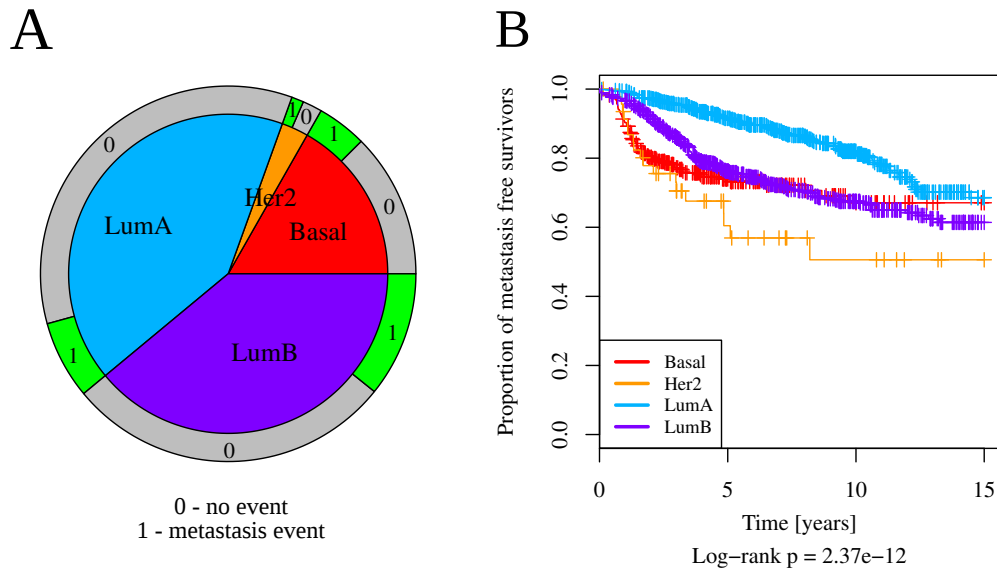 A
0
1
0
1
0
LumA
Her2
Basal
LumB
1
1
0
0 - no event
1 - metastasis event
B
Proportion of metastasis free survivors
1.0
0.8
0.6
0.4
0.2
0.0
Basal
Her2
LumA
LumB
0
5
10
15
Time [years]
Log−rank p = 2.37e−12